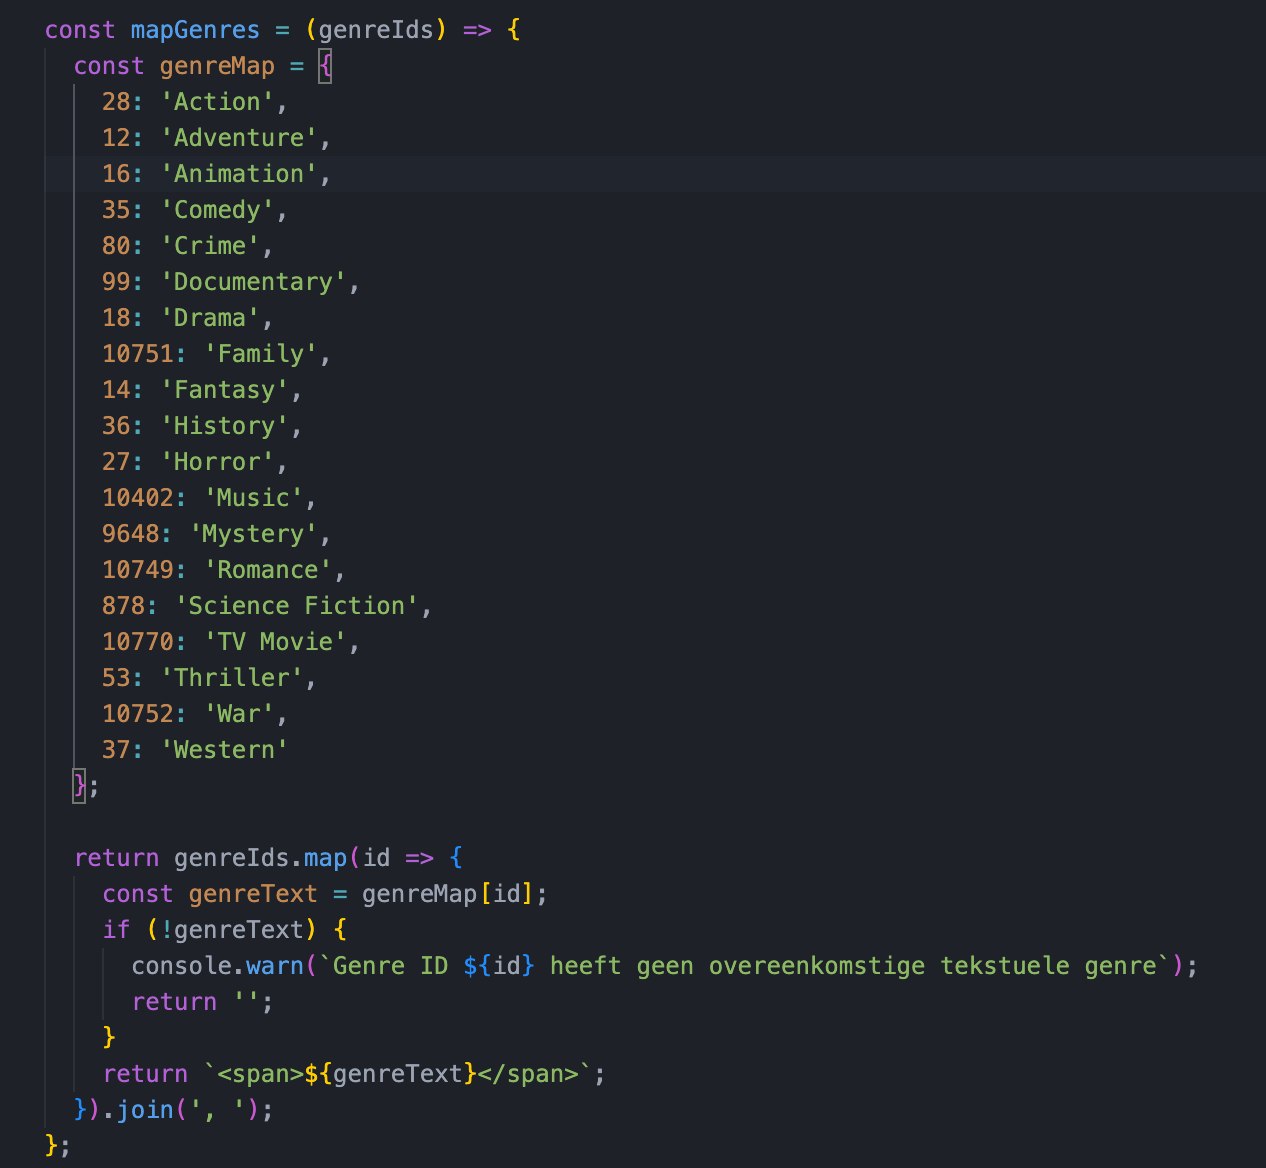 const mapGenres = (genreIds) => {
const genreMap = {
28: 'Action',
12: 'Adventure',
16: 'Animation',
35: 'Comedy',
80: 'Crime',
99: 'Documentary',
18: 'Drama',
10751: 'Family',
14: 'Fantasy',
36: 'History',
27: 'Horror',
10402: 'Music',
9648: 'Mystery',
10749: 'Romance',
878: 'Science Fiction',
10770: 'TV Movie',
53: 'Thriller',
10752: 'War',
37: 'Western'
};
return genreIds.map(id => {
const genreText = genreMap[id];
if (!genreText) {
console.warn(`Genre ID ${id} heeft geen overeenkomstige tekstuele genre`);
return '';
}
return `<span>${genreText}</span>`;
}).join(', ');
};